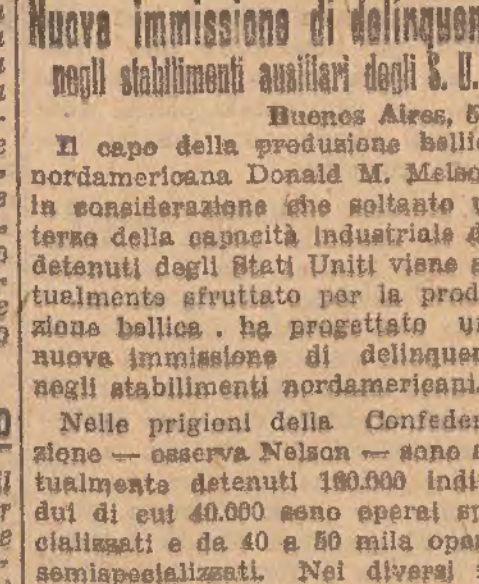 Nuova immissione di delinquen
negli stabilimenti ausiliari degli S. U.
Buenos Aires, 5
Il capo della produzione bellic
nordamericana Donald M. Nelso
in considerazione che soltanto u
terzo della capacità industriale d
detenuti degli Stati Uniti viene a
tualmente sfruttato per la prod
zione bellica . ha progettato u
nuova immissione di delinquen
negli stabilimenti nordamericani.
Nelle prigioni della Confeder
zione — osserva Nelson — sono a
tualmente detenuti 160.000 indi
dui di cui 40.000 sono operai sp
cializzati e da 40 a 50 mila opar
semispecializzati. Nei diversi